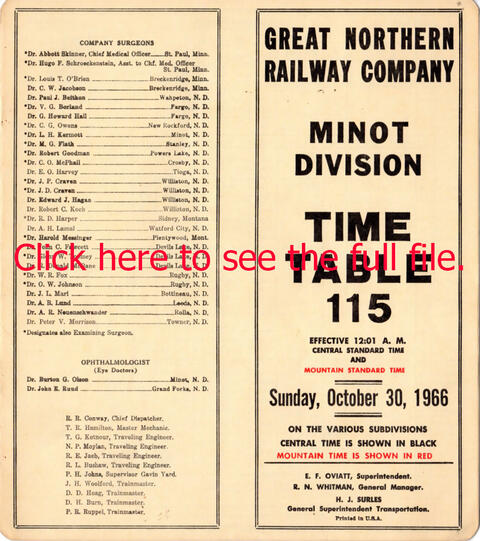 COMPANY SURGEONS
*Dr. Abbott Skinner, Chief Medical Officer St. Paul, Minn.
*Dr. Hugo F. Schroeckenstein, Asst. to Chf. Med. Officer
St. Paul, Minn.
*Dr. Louis T. O'Brien Breckenridge, Minn.
Dr. C. W. Jacobson Breckenridge, Minn.
Dr. Paul J. Beithon Wahpeton, N. D.
*Dr. V. G. Borland Fargo, N. D.
Dr. G. Howard Hall Fargo, N. D.
*Dr. C. G. Owens New Rockford, N. D.
*Dr. L. H. Kermott Minot, N. D.
*Dr. M. G. Flath Stanley, N. D.
*Dr. Robert Goodman Powers Lake, N. D.
*Dr. C. O. McPhail Crosby, N. D.
Dr. E. G. Harvey Tioga, N. D.
*Dr. J. P. Craven Williston, N. D.
*Dr. J. D. Craven Williston, N. D.
Dr. Edward J. Hagan Williston, N. D.
Dr. Robert C. Koch Williston, N. D.
*Dr. R. D. Harper Sidney, Montana
Dr. A. H. Lamal Watford City, N. D.
*Dr. Harold Messinger Plentywood, Mont.
Devils Lake, N. D.
Click here to see the full file.
*Dr. W. R. Fox Rugby, N. D.
*Dr. O. W. Johnson Rugby, N. D.
Dr. J. L. Marl Bottineau, N. D.
Dr. A. B. Lund Leeds, N. D.
Dr. A. R. Neuenschwander Rolla, N. D.
Dr. Peter V. Morrison Towner, N. D.
*Designates also Examining Surgeon.
OPHTHALMOLOGIST
(Eye Doctors)
Dr. Burton G. Olson Minot, N. D.
Dr. John E. Ruud Grand Forks, N. D.
R. R. Conway, Chief Dispatcher.
T. R. Hamilton, Master Mechanic.
T. G. Kotnour, Traveling Engineer.
N. P. Moylan, Traveling Engineer.
R. E. Jaeb, Traveling Engineer.
R. L. Bushaw, Traveling Engineer.
P. H. Johns, Supervisor Gavin Yard.
J. H. Woolford, Trainmaster.
D. D. Hoag, Trainmaster.
D. H. Burn, Trainmaster.
P. R. Ruppel, Trainmaster.
GREAT NORTHERN
RAILWAY COMPANY
MINOT
DIVISION
TIME
TABLE
115
EFFECTIVE 12:01 A. M.
CENTRAL STANDARD TIME
AND
MOUNTAIN STANDARD TIME
Sunday, October 30, 1966
ON THE VARIOUS SUBDIVISIONS
CENTRAL TIME IS SHOWN IN BLACK
MOUNTAIN TIME IS SHOWN IN RED
E. F. OVIATT, Superintendent.
R. N. WHITMAN, General Manager.
H. J. SURLES
General Superintendent Transportation.
Printed in U.S.A.